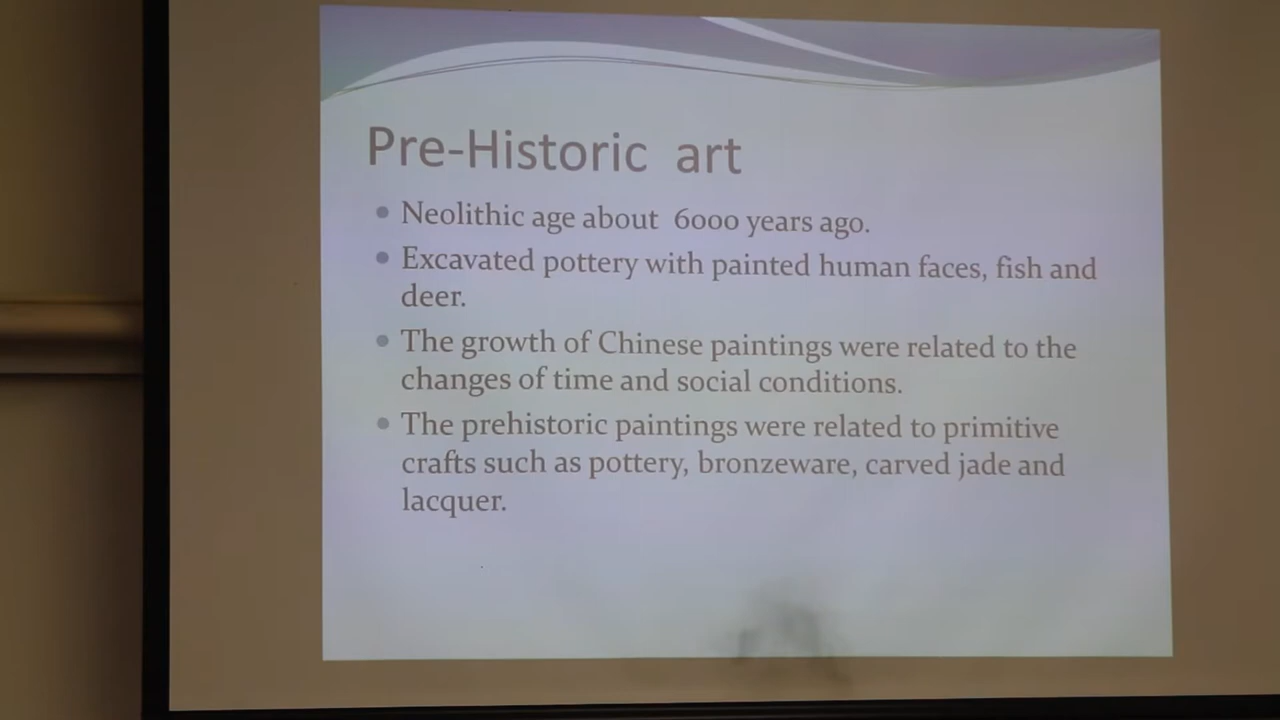 Pre-Historic art
Neolithic age about 6000 years ago.
Excavated pottery with painted human faces, fish and
deer.
The growth of Chinese paintings were related to the
changes of time and social conditions.
The prehistoric paintings were related to primitive
crafts such as pottery, bronzeware, carved jade and
lacquer.